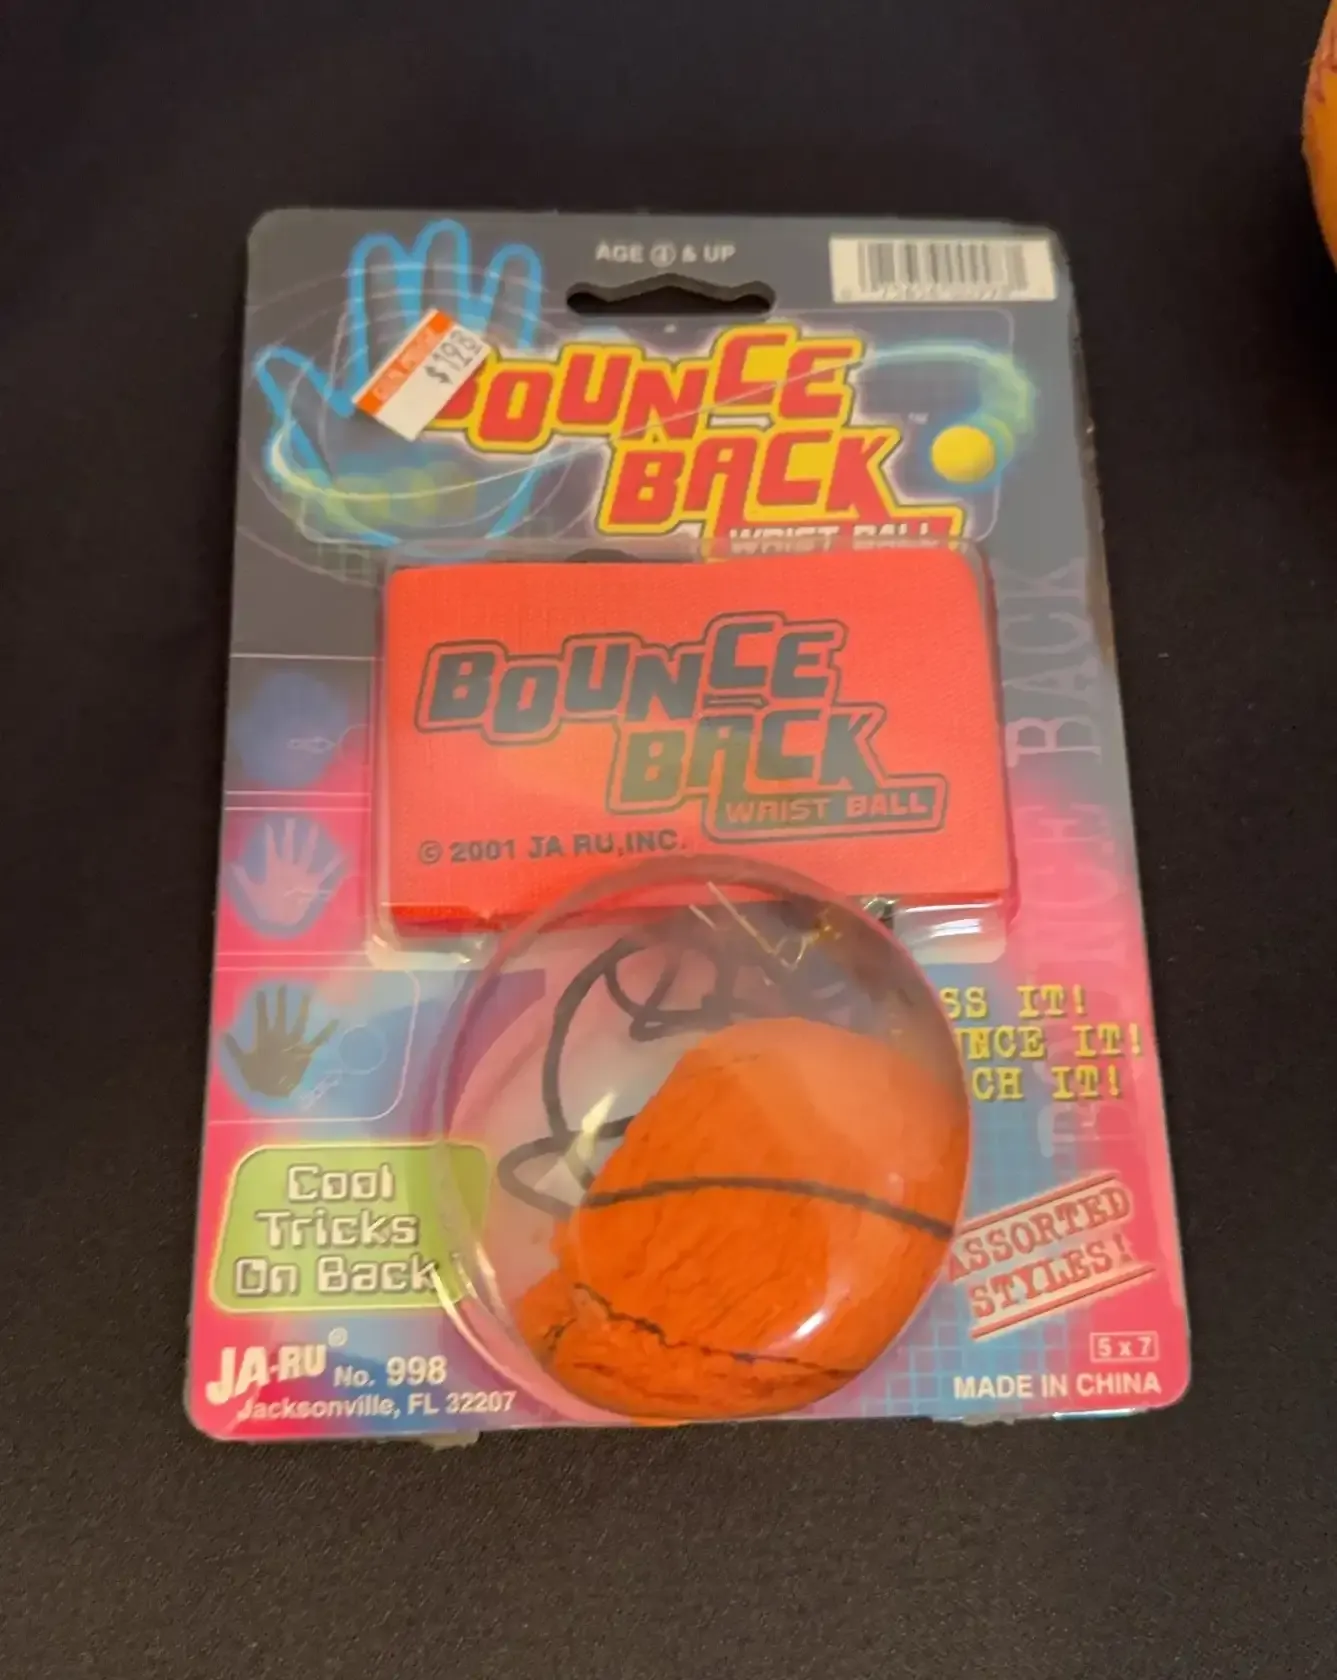 AGE 4 & UP
$1.98
BOUNCE
BACK
™
WRIST BALL
BOUNCE
BACK
WRIST BALL
© 2001 JA RU, INC.
BACK
SS IT!
NCE IT!
CH IT!
Cool
Tricks
On Back!
ASSORTED
STYLES!
JA-RU® No. 998
Jacksonville, FL 32207
5 x 7
MADE IN CHINA